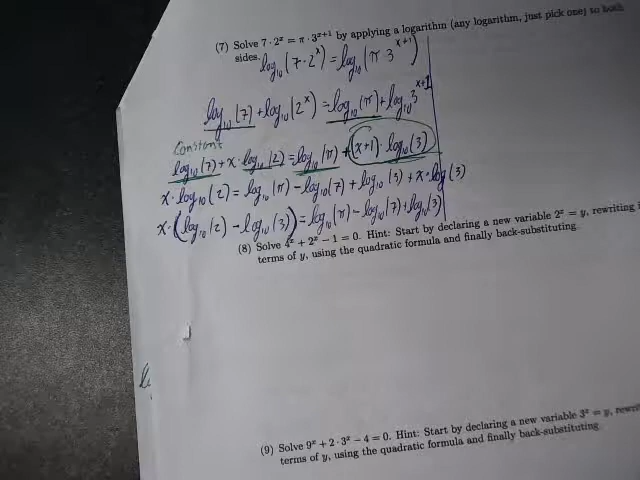 (7) Solve 7 · 2^x = π · 3^{x+1} by applying a logarithm (any logarithm, just pick one) to both
sides.
log₁₀(7·2^x) = log₁₀(π 3^{x+1})
log₁₀(7) + log₁₀(2^x) = log₁₀(π) + log₁₀3^{x+1}
Constant
log₁₀(7) + x · log₁₀(2) = log₁₀(π) + (x+1) · log₁₀(3)
x · log₁₀(2) = log₁₀(π) − log₁₀(7) + log₁₀(3) + x · log(3)
x · (log₁₀(2) − log₁₀(3)) = log₁₀(π) − log₁₀(7) + log₁₀(3)
(8) Solve 4^x + 2^x − 1 = 0. Hint: Start by declaring a new variable 2^x = y, rewriting
terms of y, using the quadratic formula and finally back-substituting.
(9) Solve 9^x + 2 · 3^x − 4 = 0. Hint: Start by declaring a new variable 3^x = y,
terms of y, using the quadratic formula and finally back-substituting.